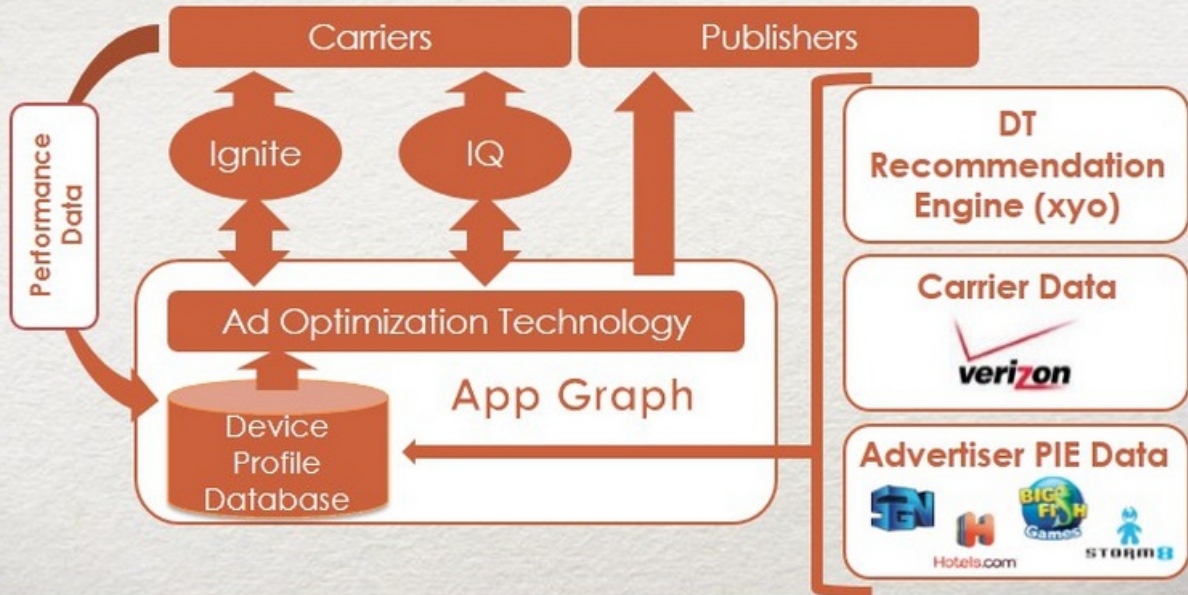 Carriers
Publishers
Performance
Data
Ignite
IQ
Ad Optimization Technology
App Graph
Device
Profile
Database
DT
Recommendation
Engine (xyo)
Carrier Data
verizon
Advertiser PIE Data
SGN
H
Hotels.com
BIG
FISH
Games
STORM8